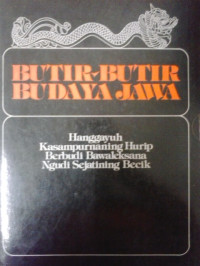 BUTIR-BUTIR
BUDAYA JAWA
Hanggayuh
Kasampurnaning Hurip
Berbudi Bawaleksana
Ngudi Sejatining Becik